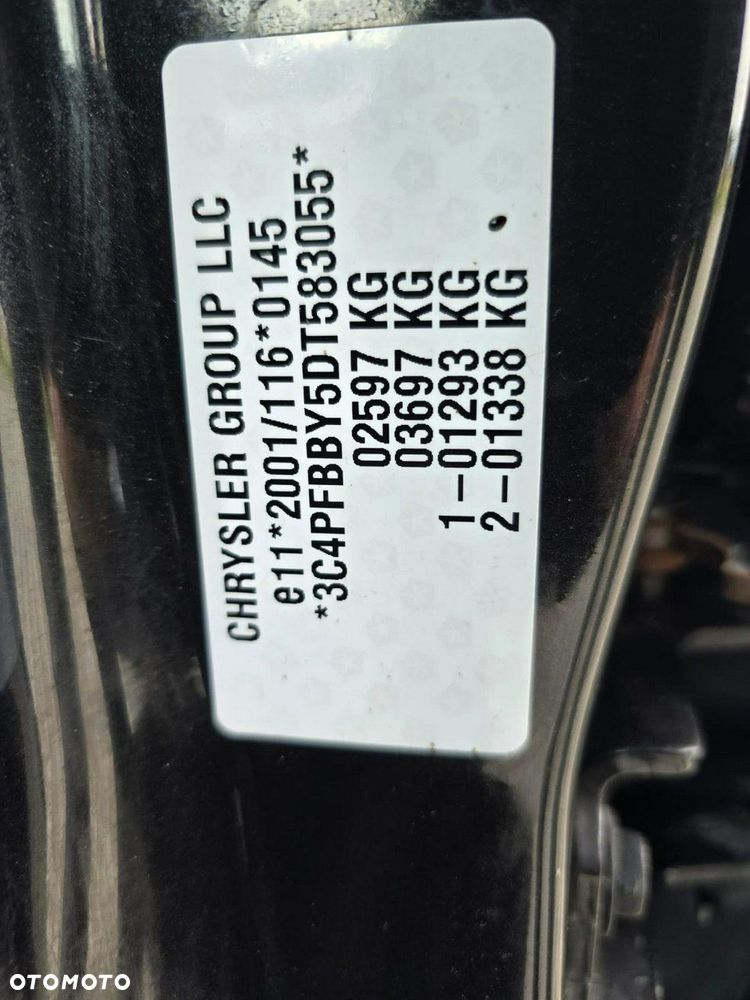 CHRYSLER GROUP LLC
e11*2001/116*0145
*3C4PFBBY5DT583055*
02597 KG
03697 KG
1-01293 KG
2-01338 KG
OTOMOTO